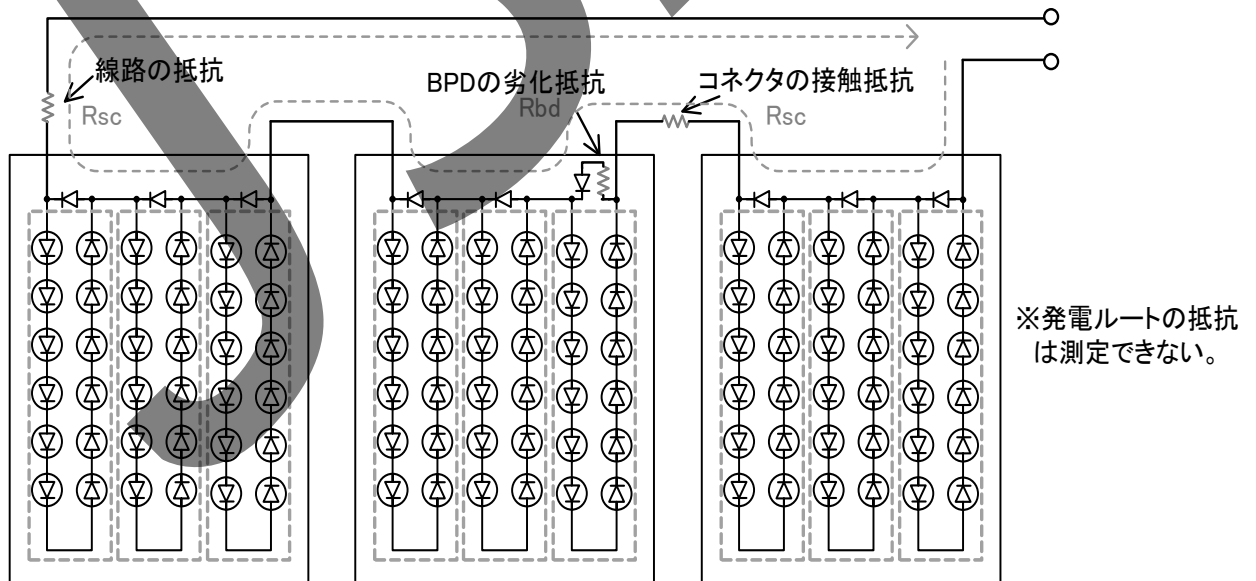 線路の抵抗
Rsc
BPDの劣化抵抗
Rbd
コネクタの接触抵抗
Rsc
※発電ルートの抵抗
は測定できない。